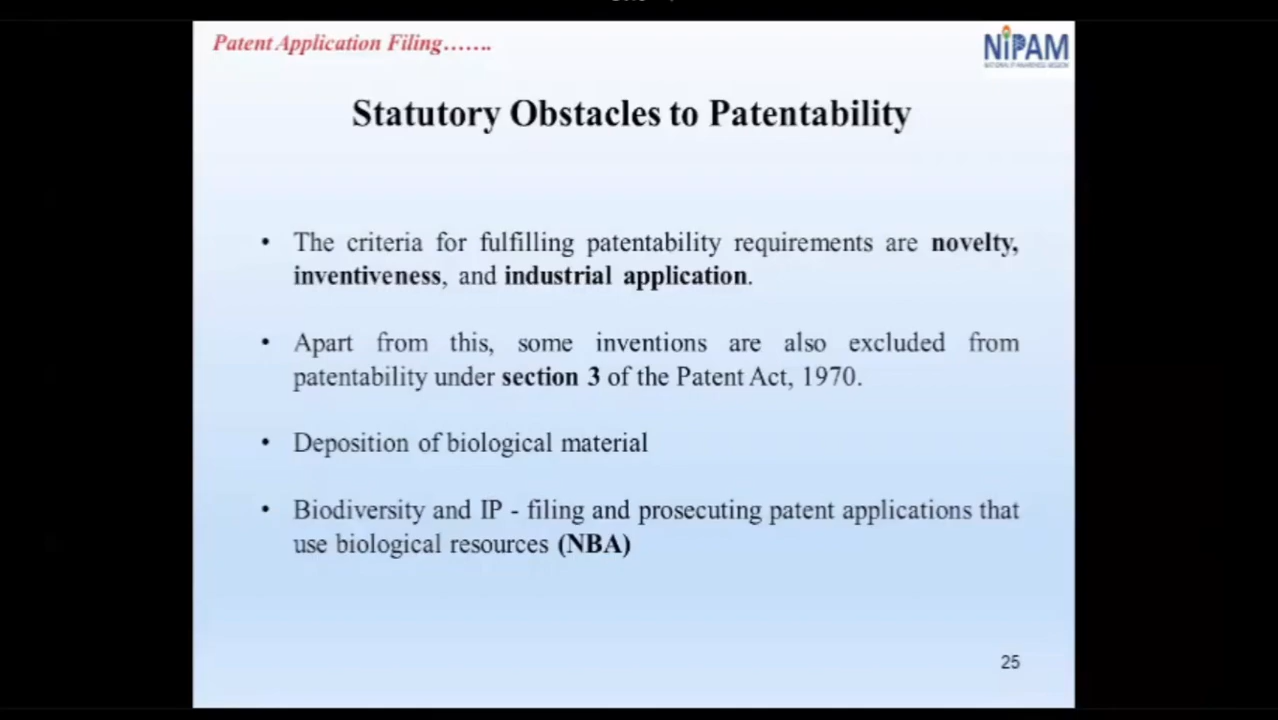 Patent Application Filing.......
NIPAM
Statutory Obstacles to Patentability
• The criteria for fulfilling patentability requirements are novelty,
inventiveness, and industrial application.
• Apart from this, some inventions are also excluded from
patentability under section 3 of the Patent Act, 1970.
• Deposition of biological material
• Biodiversity and IP - filing and prosecuting patent applications that
use biological resources (NBA)
25